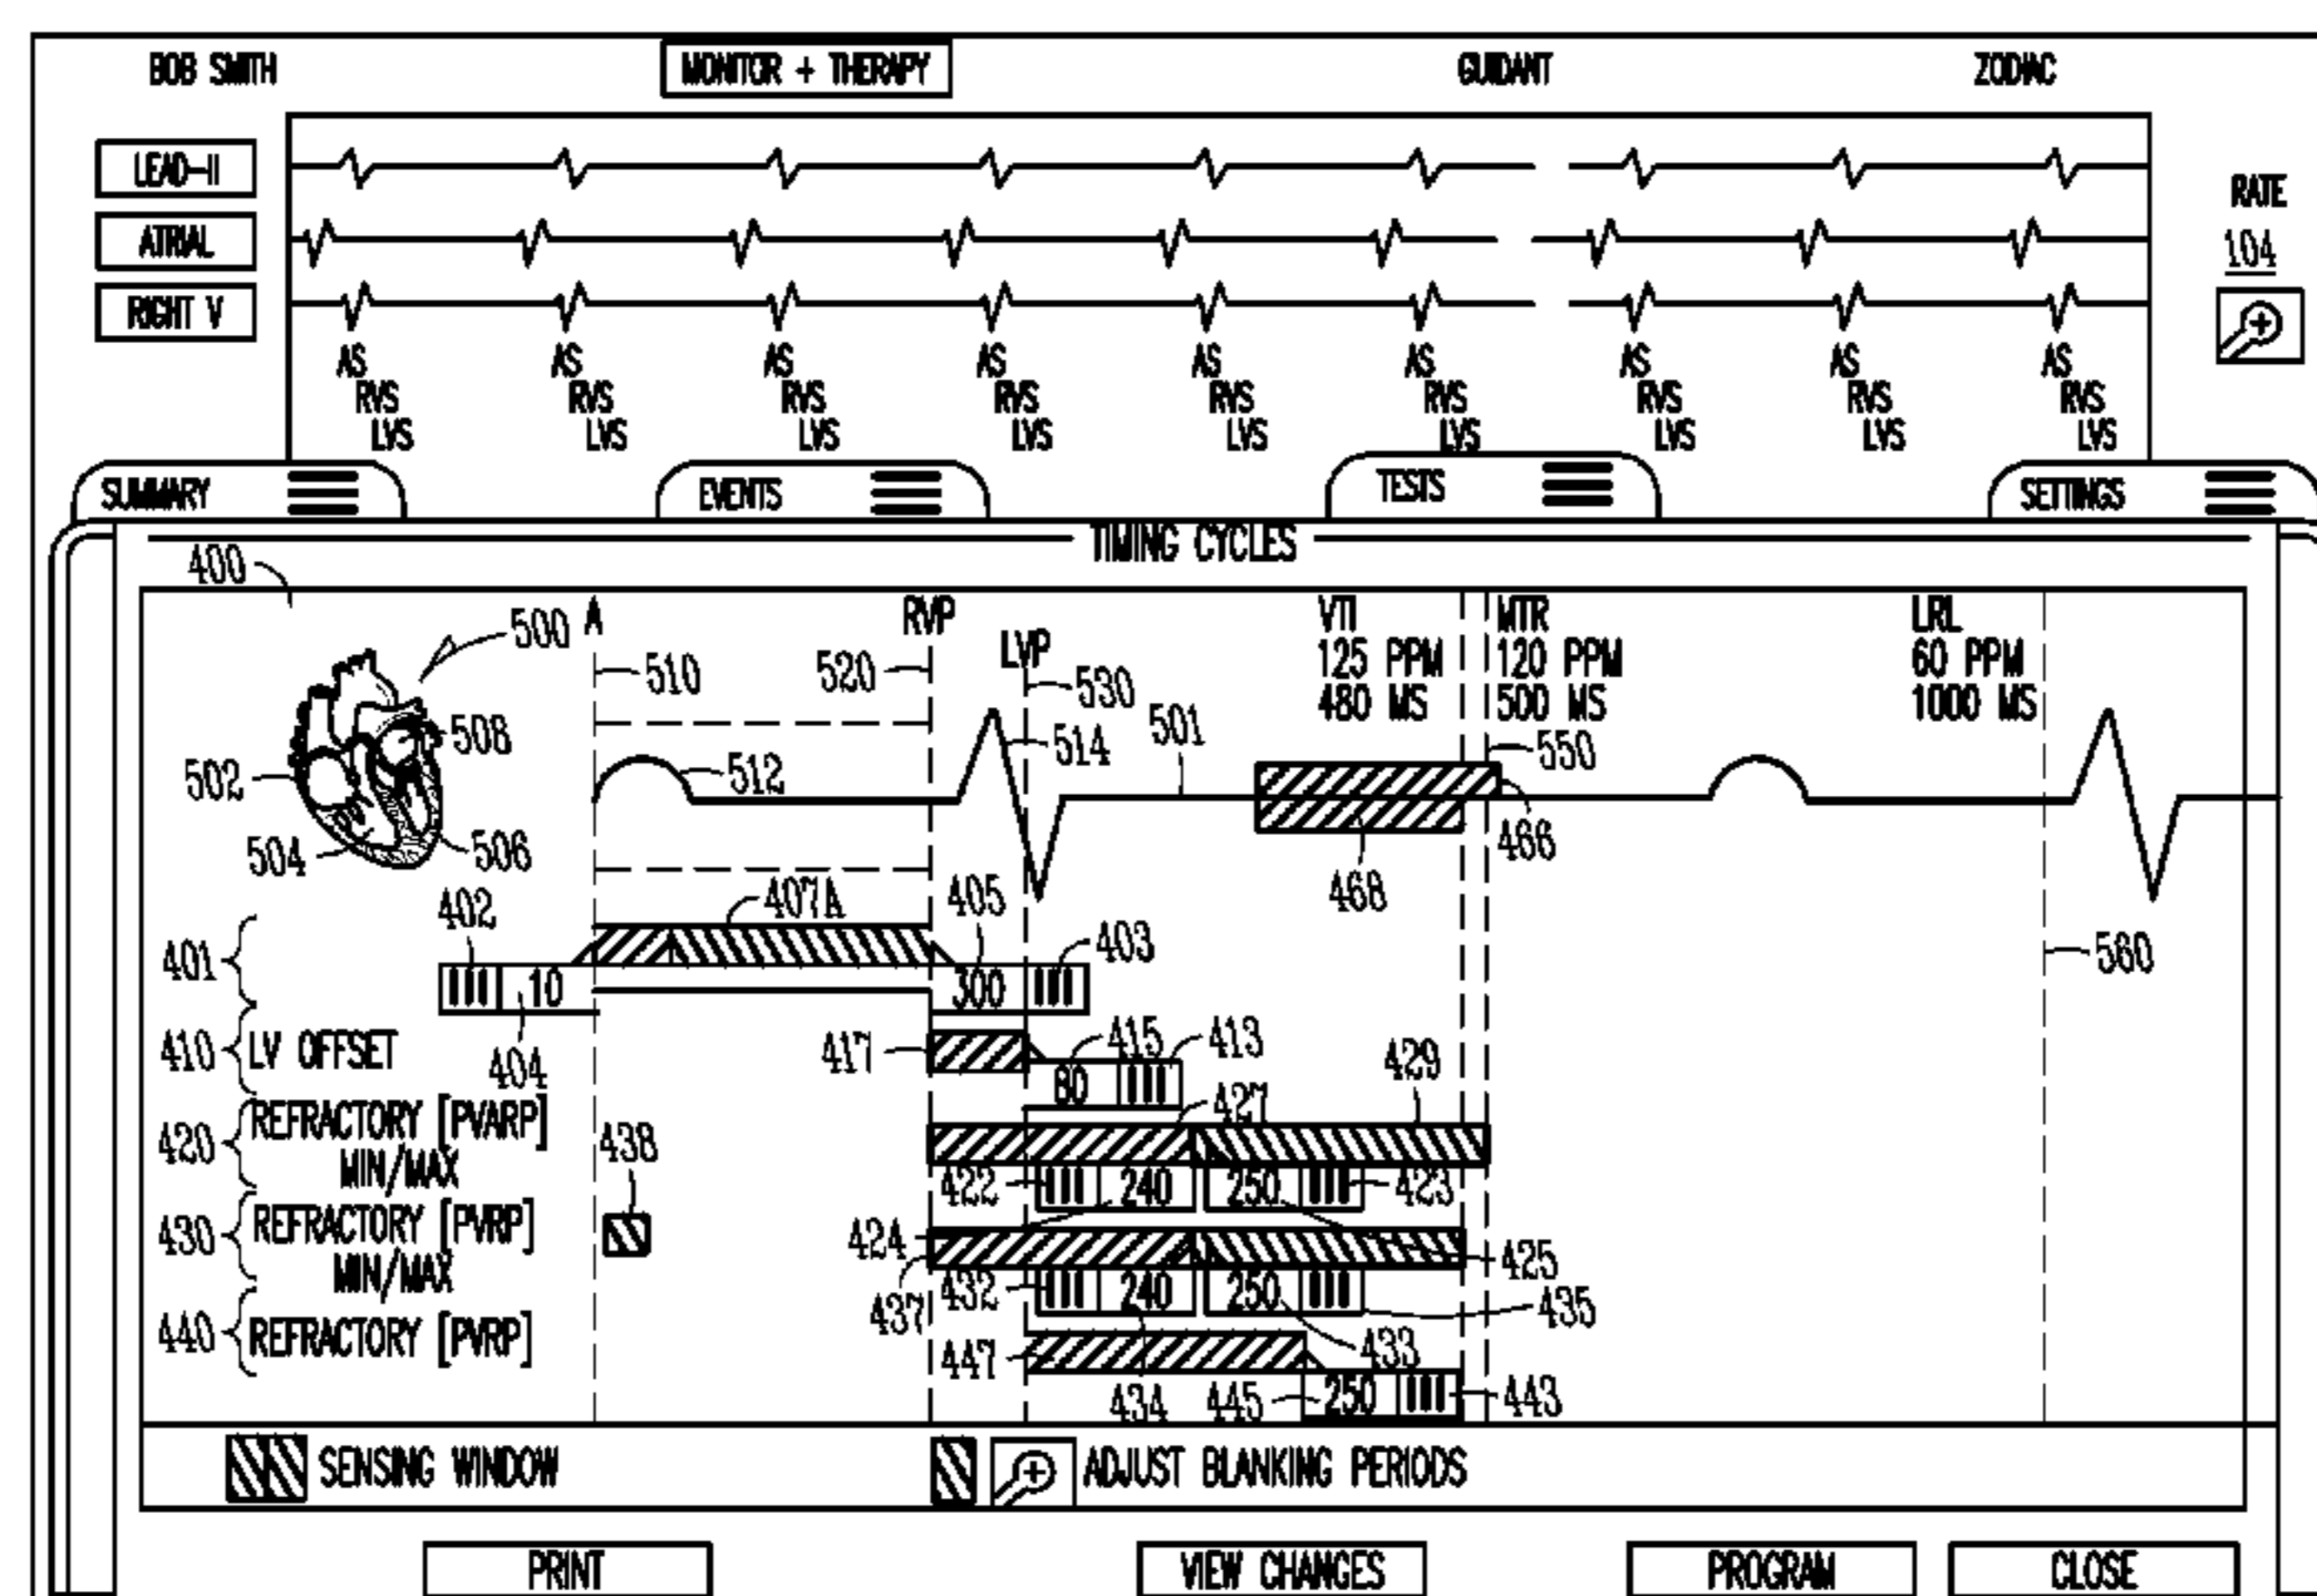 BOB SMITH MONITOR + THERAPY GUIDANT ZODIAC
LEAD-II
RATE
ATRIAL
104
RIGHT V
AS AS AS AS AS AS AS AS AS
RVS RVS RVS RVS RVS RVS RVS RVS RVS
LVS LVS LVS LVS LVS LVS LVS LVS LVS
SUMMARY EVENTS TESTS SETTINGS
TIMING CYCLES
400
500 A RVP VTI MTR LRL
LVP 125 PPM 120 PPM 60 PPM
510 520 530 480 MS 500 MS 1000 MS
508 514 501 550
502 512
504 506 468 466
402 407A 405 403
401 560
10 300
410 LV OFFSET 404 417 415 413 429
80
427
420 REFRACTORY [PVARP]
MIN/MAX 438
422 240 250 423
430 REFRACTORY [PVRP] 424 425
MIN/MAX
437 432 240 250 435
440 REFRACTORY [PVRP] 447 433
434 445 250 443
SENSING WINDOW ADJUST BLANKING PERIODS
PRINT VIEW CHANGES PROGRAM CLOSE